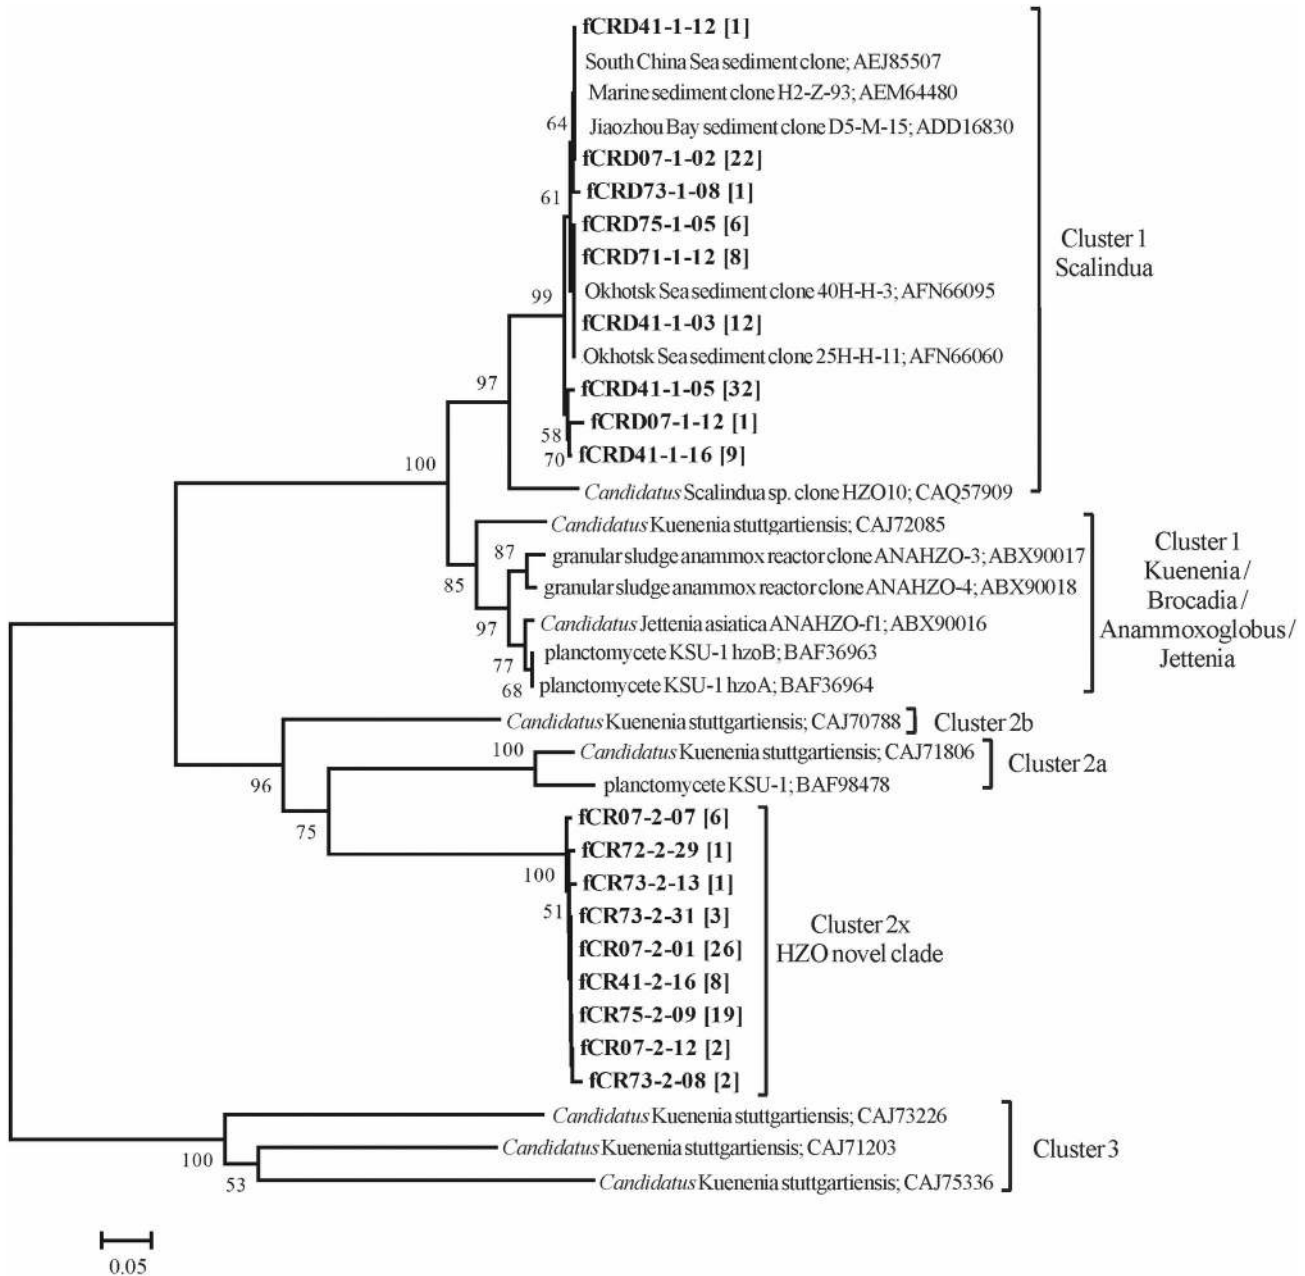 fCRD41-1-12 [1]
South China Sea sediment clone; AEJ85507
Marine sediment clone H2-Z-93; AEM64480
64
Jiaozhou Bay sediment clone D5-M-15; ADD16830
fCRD07-1-02 [22]
61
fCRD73-1-08 [1]
fCRD75-1-05 [6]
fCRD71-1-12 [8]
Cluster 1
Scalindua
99
Okhotsk Sea sediment clone 40H-H-3; AFN66095
fCRD41-1-03 [12]
Okhotsk Sea sediment clone 25H-H-11; AFN66060
97
fCRD41-1-05 [32]
fCRD07-1-12 [1]
58
70
fCRD41-1-16 [9]
100
Candidatus Scalindua sp. clone HZO10; CAQ57909
Candidatus Kuenenia stuttgartiensis; CAJ72085
87
granular sludge anammox reactor clone ANAHZO-3; ABX90017
85
granular sludge anammox reactor clone ANAHZO-4; ABX90018
97
Candidatus Jettenia asiatica ANAHZO-f1; ABX90016
77
planctomycete KSU-1 hzoB; BAF36963
68
planctomycete KSU-1 hzoA; BAF36964
Cluster 1
Kuenenia /
Brocadia /
Anammoxoglobus /
Jettenia
Candidatus Kuenenia stuttgartiensis; CAJ70788
Cluster 2b
100
Candidatus Kuenenia stuttgartiensis; CAJ71806
Cluster 2a
96
planctomycete KSU-1; BAF98478
75
fCR07-2-07 [6]
fCR72-2-29 [1]
100
fCR73-2-13 [1]
51
fCR73-2-31 [3]
fCR07-2-01 [26]
fCR41-2-16 [8]
fCR75-2-09 [19]
fCR07-2-12 [2]
fCR73-2-08 [2]
Cluster 2x
HZO novel clade
Candidatus Kuenenia stuttgartiensis; CAJ73226
100
Candidatus Kuenenia stuttgartiensis; CAJ71203
Cluster 3
53
Candidatus Kuenenia stuttgartiensis; CAJ75336
0.05